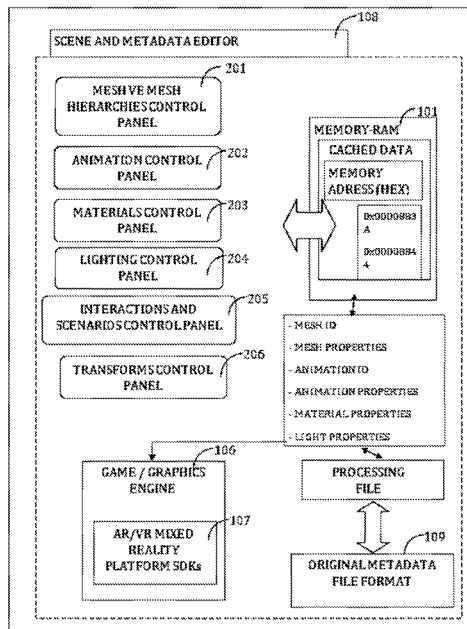 108
SCENE AND METADATA EDITOR
201
MESH VE MESH
HIERARCHIES CONTROL
PANEL
202
ANIMATION CONTROL
PANEL
203
MATERIALS CONTROL
PANEL
204
LIGHTING CONTROL
PANEL
205
INTERACTIONS AND
SCENARIOS CONTROL PANEL
206
TRANSFORMS CONTROL
PANEL
101
MEMORY-RAM
CACHED DATA
MEMORY
ADRESS (HEX)
0x0000883
A
0x0000884
4
- MESH ID
- MESH PROPERTIES
- ANIMATION ID
- ANIMATION PROPERTIES
- MATERIAL PROPERTIES
- LIGHT PROPERTIES
106
GAME / GRAPHICS
ENGINE
107
AR/VR MIXED
REALITY
PLATFORM SDKs
PROCESSING
FILE
109
ORIGINAL METADATA
FILE FORMAT